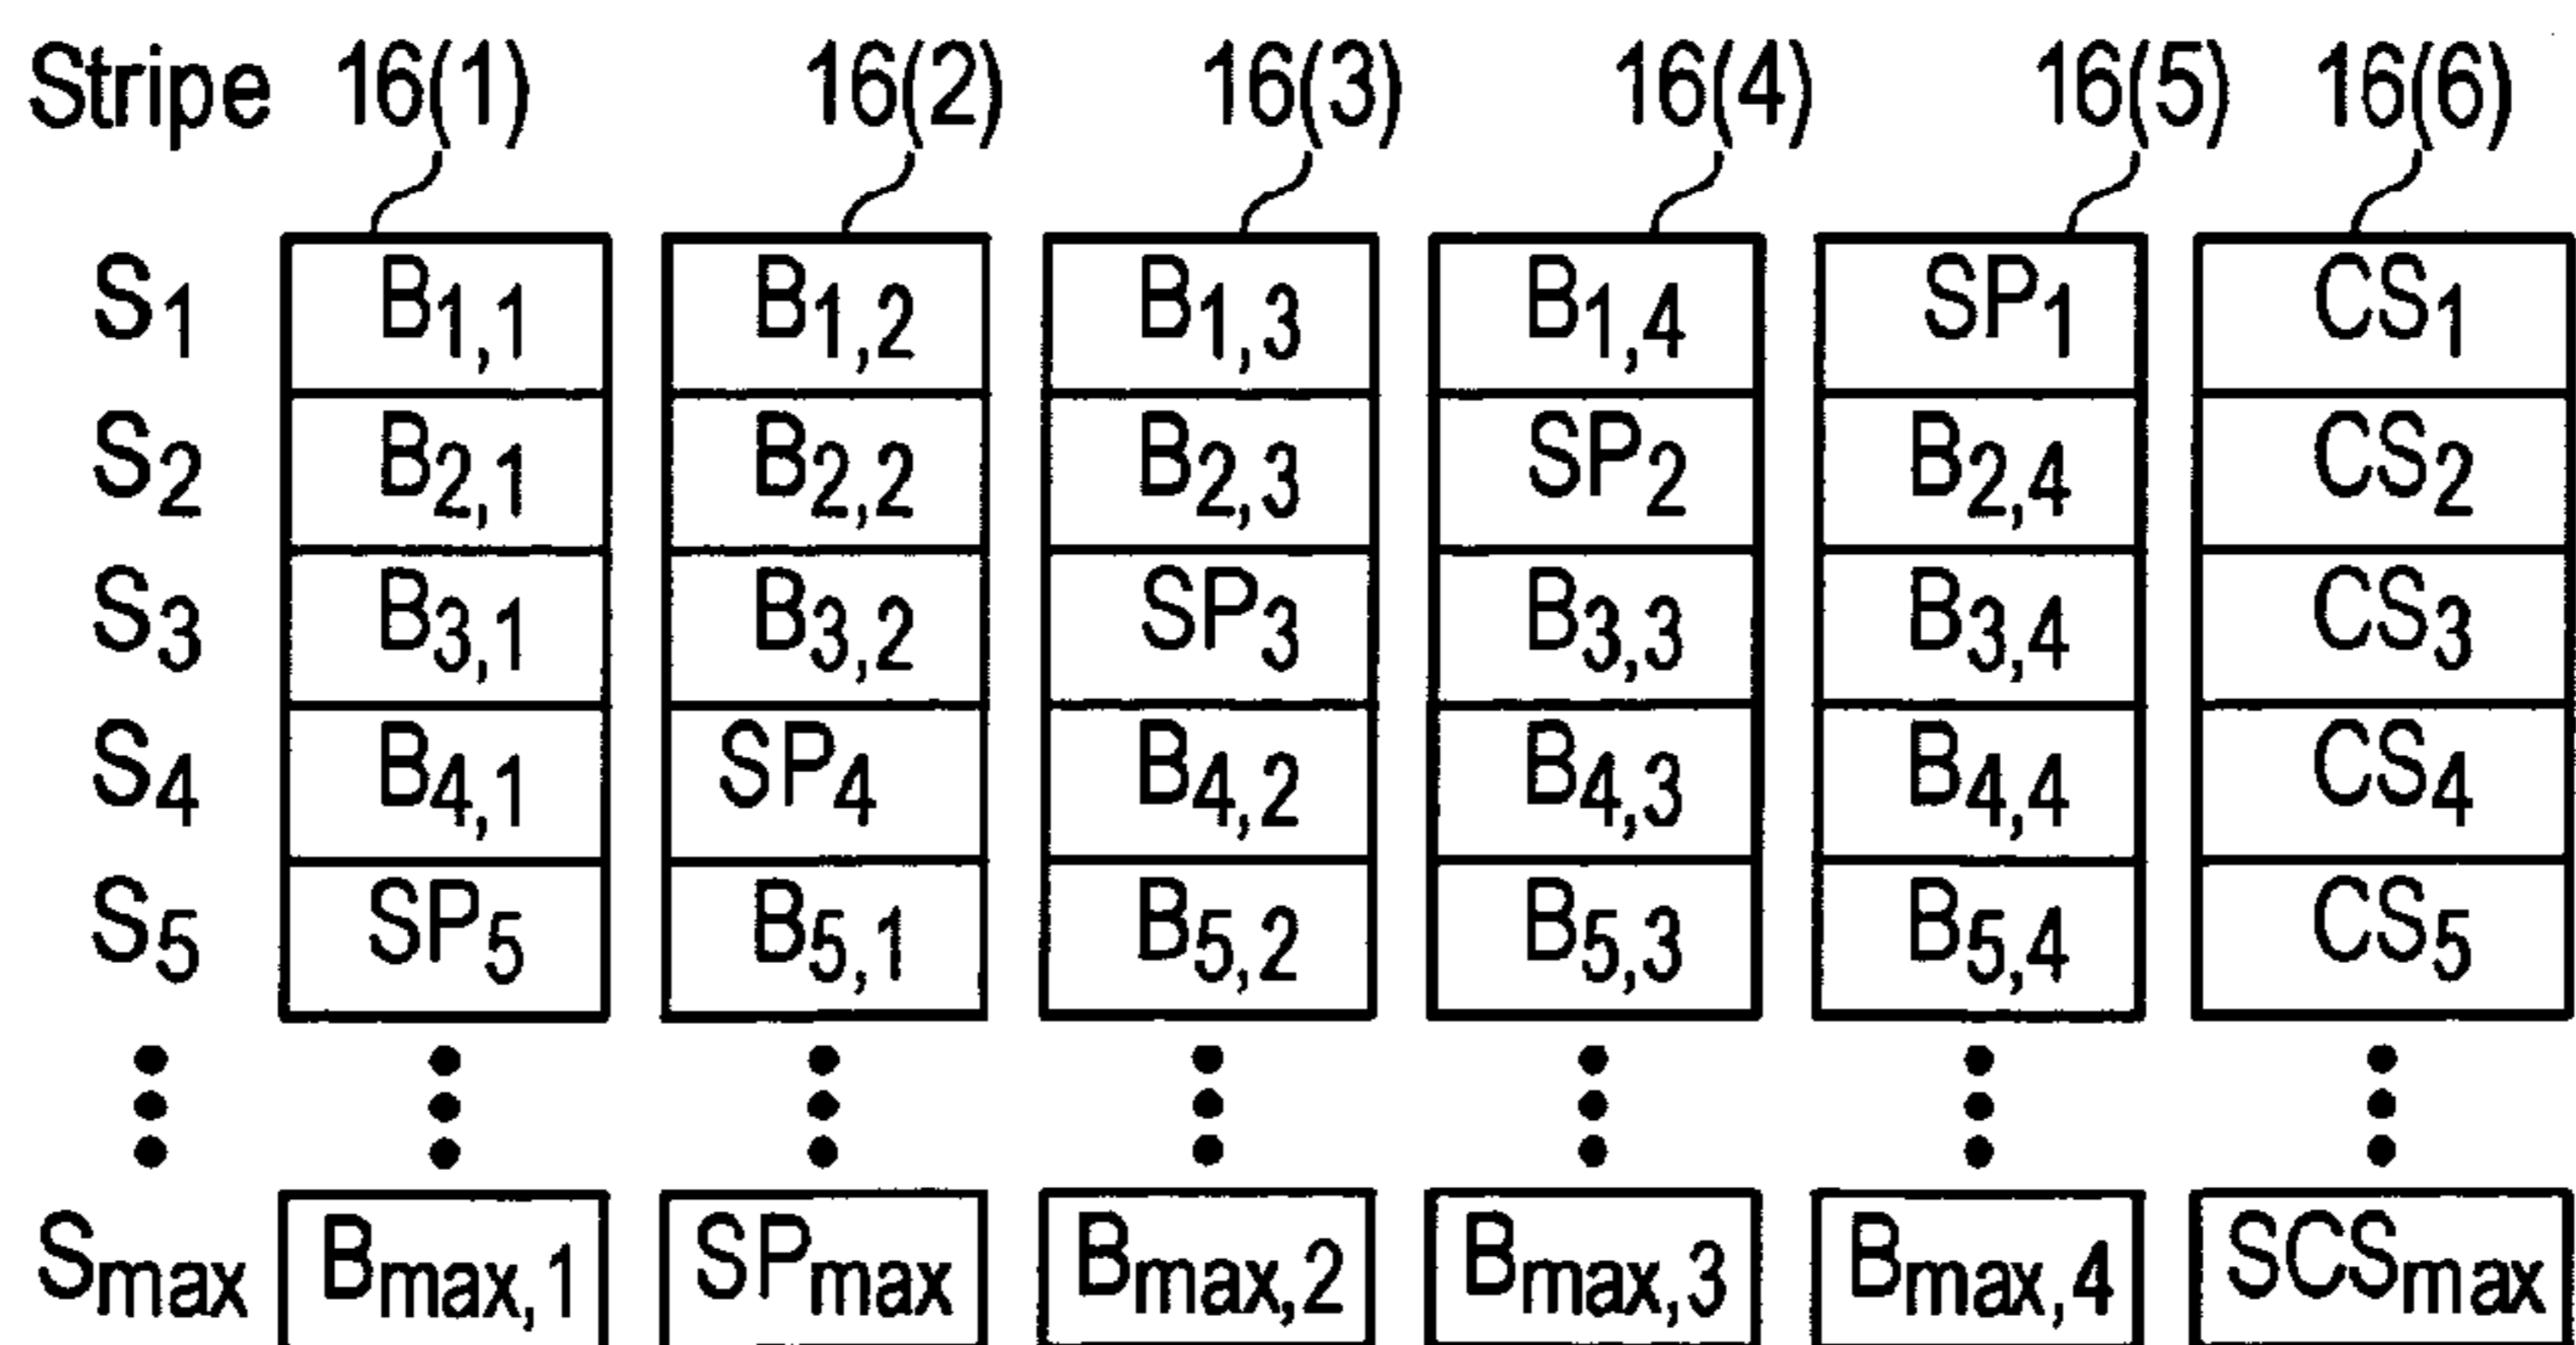 Stripe 16(1) 16(2) 16(3) 16(4) 16(5) 16(6)
S1 B1,1 B1,2 B1,3 B1,4 SP1 CS1
S2 B2,1 B2,2 B2,3 SP2 B2,4 CS2
S3 B3,1 B3,2 SP3 B3,3 B3,4 CS3
S4 B4,1 SP4 B4,2 B4,3 B4,4 CS4
S5 SP5 B5,1 B5,2 B5,3 B5,4 CS5
Smax Bmax,1 SPmax Bmax,2 Bmax,3 Bmax,4 SCSmax